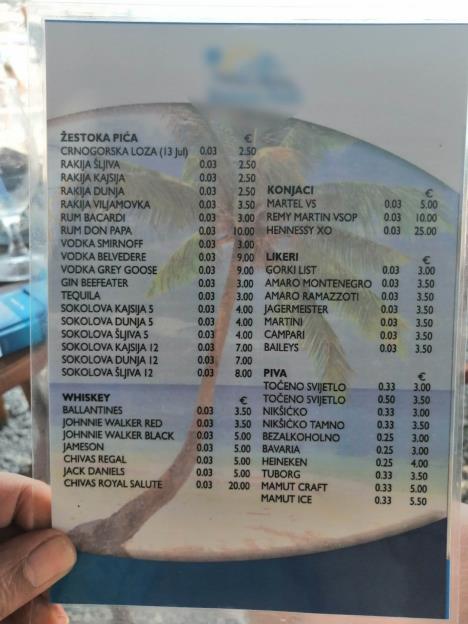 ŽESTOKA PIĆA €
CRNOGORSKA LOZA (13 Jul) 0.03 2.50
RAKIJA ŠLJIVA 0.03 2.50
RAKIJA KAJSIJA 0.03 2.50
RAKIJA DUNJA 0.03 2.50
RAKIJA VILJAMOVKA 0.03 3.50
RUM BACARDI 0.03 3.00
RUM DON PAPA 0.03 10.00
VODKA SMIRNOFF 0.03 3.00
VODKA BELVEDERE 0.03 9.00
VODKA GREY GOOSE 0.03 9.00
GIN BEEFEATER 0.03 3.00
TEQUILA 0.03 3.00
SOKOLOVA KAJSIJA 5 0.03 4.00
SOKOLOVA DUNJA 5 0.03 4.00
SOKOLOVA ŠLJIVA 5 0.03 4.00
SOKOLOVA KAJSIJA 12 0.03 7.00
SOKOLOVA DUNJA 12 0.03 7.00
SOKOLOVA ŠLJIVA 12 0.03 8.00
WHISKEY €
BALLANTINES 0.03 3.50
JOHNNIE WALKER RED 0.03 3.50
JOHNNIE WALKER BLACK 0.03 5.00
JAMESON 0.03 5.00
CHIVAS REGAL 0.03 5.00
JACK DANIELS 0.03 5.00
CHIVAS ROYAL SALUTE 0.03 20.00
KONJACI €
MARTEL VS 0.03 5.00
REMY MARTIN VSOP 0.03 10.00
HENNESSY XO 0.03 25.00
LIKERI €
GORKI LIST 0.03 3.00
AMARO MONTENEGRO 0.03 3.50
AMARO RAMAZZOTI 0.03 3.50
JAGERMEISTER 0.03 3.50
MARTINI 0.03 3.50
CAMPARI 0.03 3.50
BAILEYS 0.03 3.50
PIVA €
TOČENO SVIJETLO 0.33 3.00
TOČENO SVIJETLO 0.50 3.50
NIKŠIĆKO 0.33 3.00
NIKŠIĆKO TAMNO 0.33 3.50
BEZALKOHOLNO 0.25 3.00
BAVARIA 0.25 3.00
HEINEKEN 0.25 4.00
TUBORG 0.33 3.50
MAMUT CRAFT 0.33 5.00
MAMUT ICE 0.33 5.50